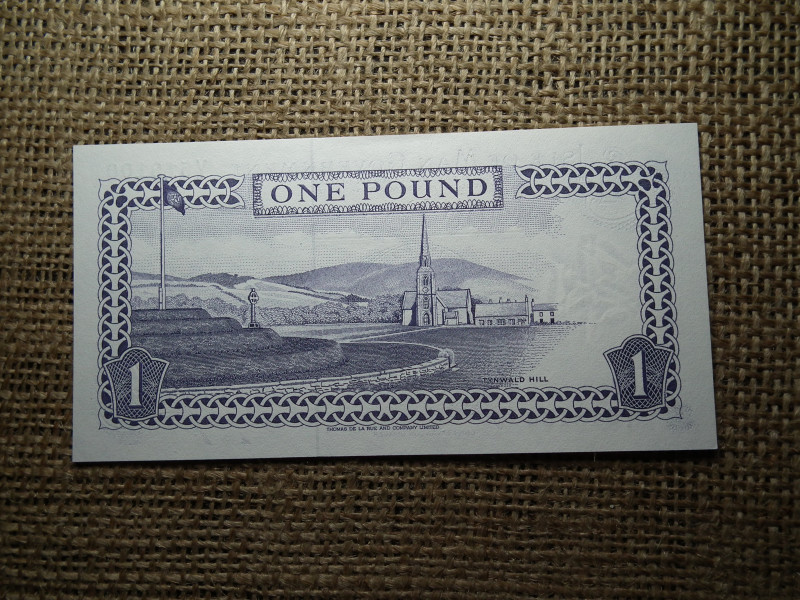 ONE POUND
TYNWALD HILL
1
1
THOMAS DE LA RUE AND COMPANY LIMITED